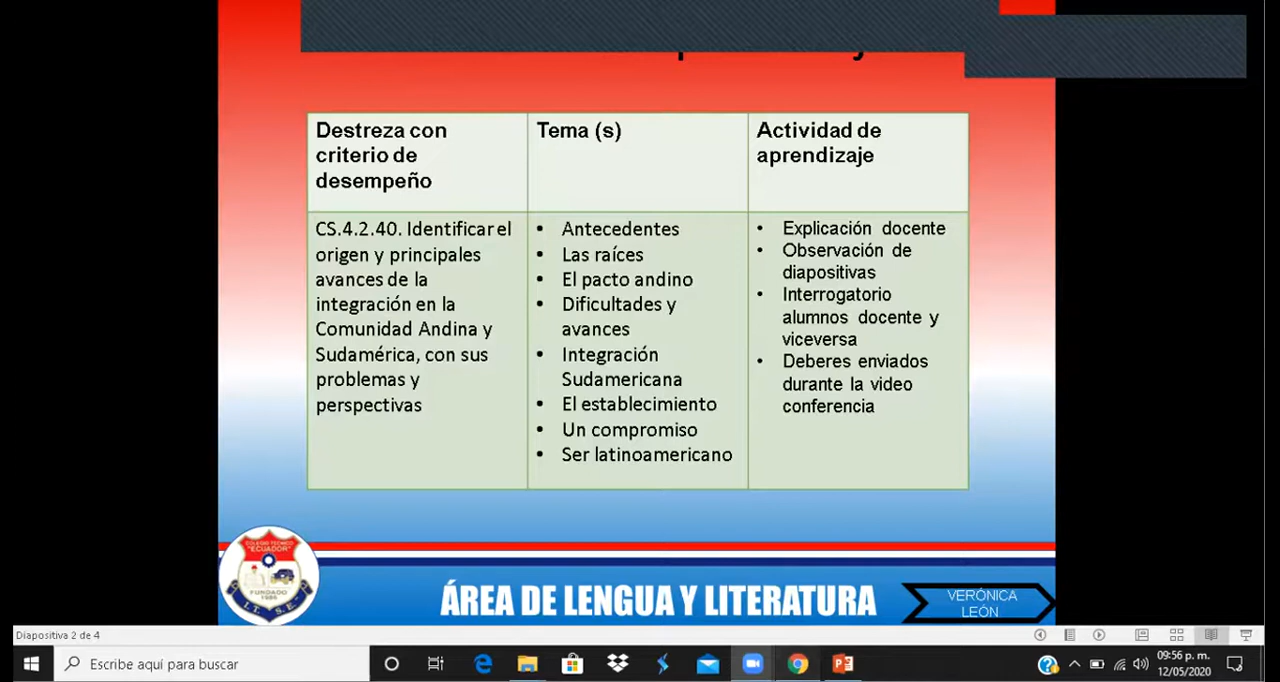 Destreza con
criterio de
desempeño
Tema (s)
Actividad de
aprendizaje
CS.4.2.40. Identificar el
origen y principales
avances de la
integración en la
Comunidad Andina y
Sudamérica, con sus
problemas y
perspectivas
• Antecedentes
• Las raíces
• El pacto andino
• Dificultades y
avances
• Integración
Sudamericana
• El establecimiento
• Un compromiso
• Ser latinoamericano
• Explicación docente
• Observación de
diapositivas
• Interrogatorio
alumnos docente y
viceversa
• Deberes enviados
durante la video
conferencia
COLEGIO TÉCNICO
"ECUADOR"
FUNDADO
1986
I.T. S.E.
ÁREA DE LENGUA Y LITERATURA
VERÓNICA
LEÓN
Diapositiva 2 de 4
Escribe aquí para buscar
09:56 p. m.
12/05/2020